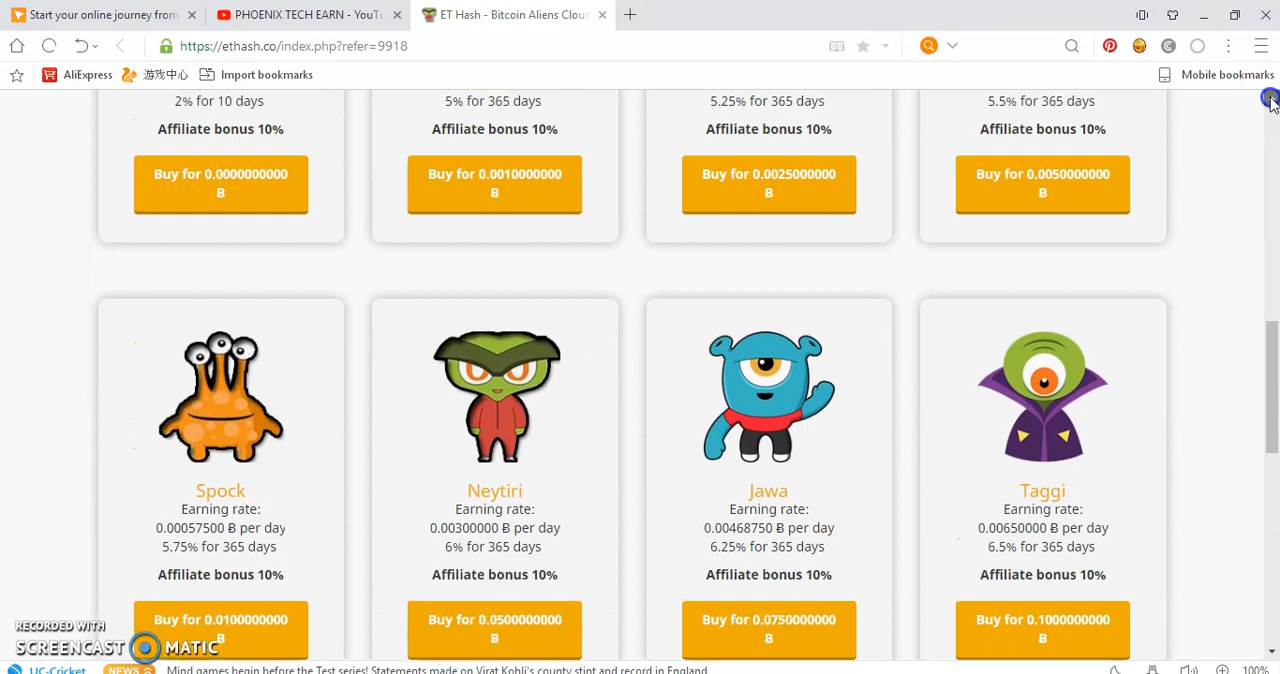 Start your online journey from
PHOENIX TECH EARN - YouTu
ET Hash - Bitcoin Aliens Clou
https://ethash.co/index.php?refer=9918
AliExpress
游戏中心
Import bookmarks
Mobile bookmarks
2% for 10 days
5% for 365 days
5.25% for 365 days
5.5% for 365 days
Affiliate bonus 10%
Affiliate bonus 10%
Affiliate bonus 10%
Affiliate bonus 10%
Buy for 0.0000000000
Ƀ
Buy for 0.0010000000
Ƀ
Buy for 0.0025000000
Ƀ
Buy for 0.0050000000
Ƀ
Spock
Earning rate:
0.00057500 Ƀ per day
5.75% for 365 days
Affiliate bonus 10%
Buy for 0.0100000000
Ƀ
Neytiri
Earning rate:
0.00300000 Ƀ per day
6% for 365 days
Affiliate bonus 10%
Buy for 0.0500000000
Ƀ
Jawa
Earning rate:
0.00468750 Ƀ per day
6.25% for 365 days
Affiliate bonus 10%
Buy for 0.0750000000
Ƀ
Taggi
Earning rate:
0.00650000 Ƀ per day
6.5% for 365 days
Affiliate bonus 10%
Buy for 0.1000000000
Ƀ
RECORDED WITH
SCREENCAST MATIC
UC-Cricket
NEWS
Mind games begin before the Test series! Statements made on Virat Kohli's county stint and record in England
100%